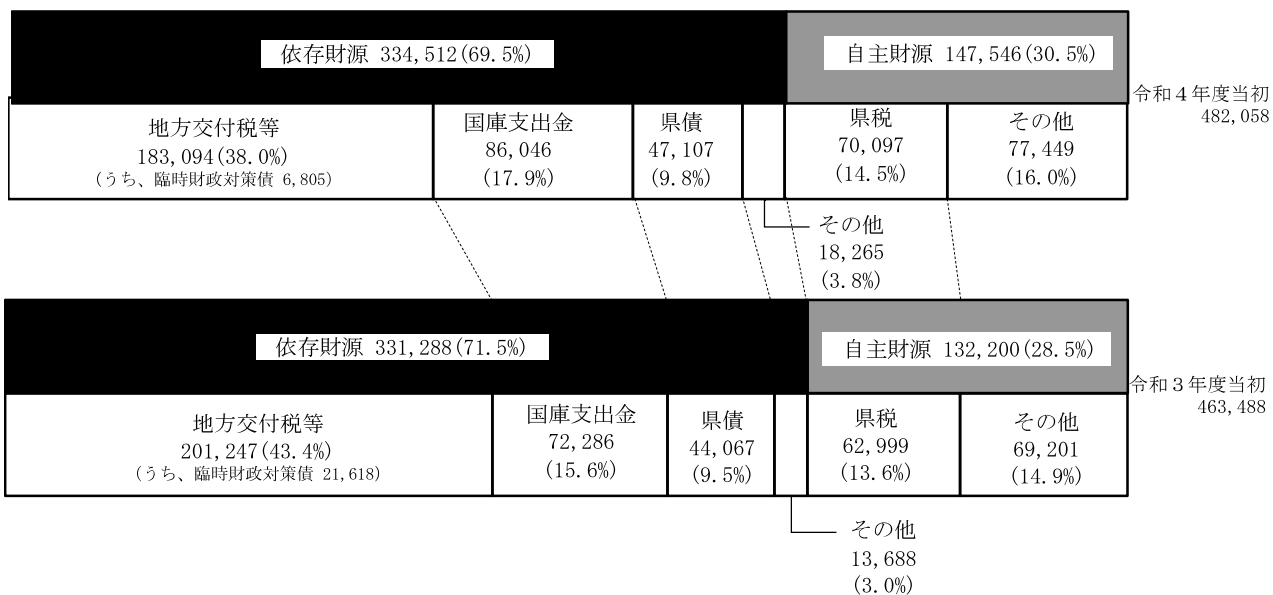 依存財源 334,512(69.5%)
自主財源 147,546(30.5%)
令和4年度当初
482,058
地方交付税等
183,094(38.0%)
(うち、臨時財政対策債 6,805)
国庫支出金
86,046
(17.9%)
県債
47,107
(9.8%)
県税
70,097
(14.5%)
その他
77,449
(16.0%)
その他
18,265
(3.8%)
依存財源 331,288(71.5%)
自主財源 132,200(28.5%)
令和3年度当初
463,488
地方交付税等
201,247(43.4%)
(うち、臨時財政対策債 21,618)
国庫支出金
72,286
(15.6%)
県債
44,067
(9.5%)
県税
62,999
(13.6%)
その他
69,201
(14.9%)
その他
13,688
(3.0%)